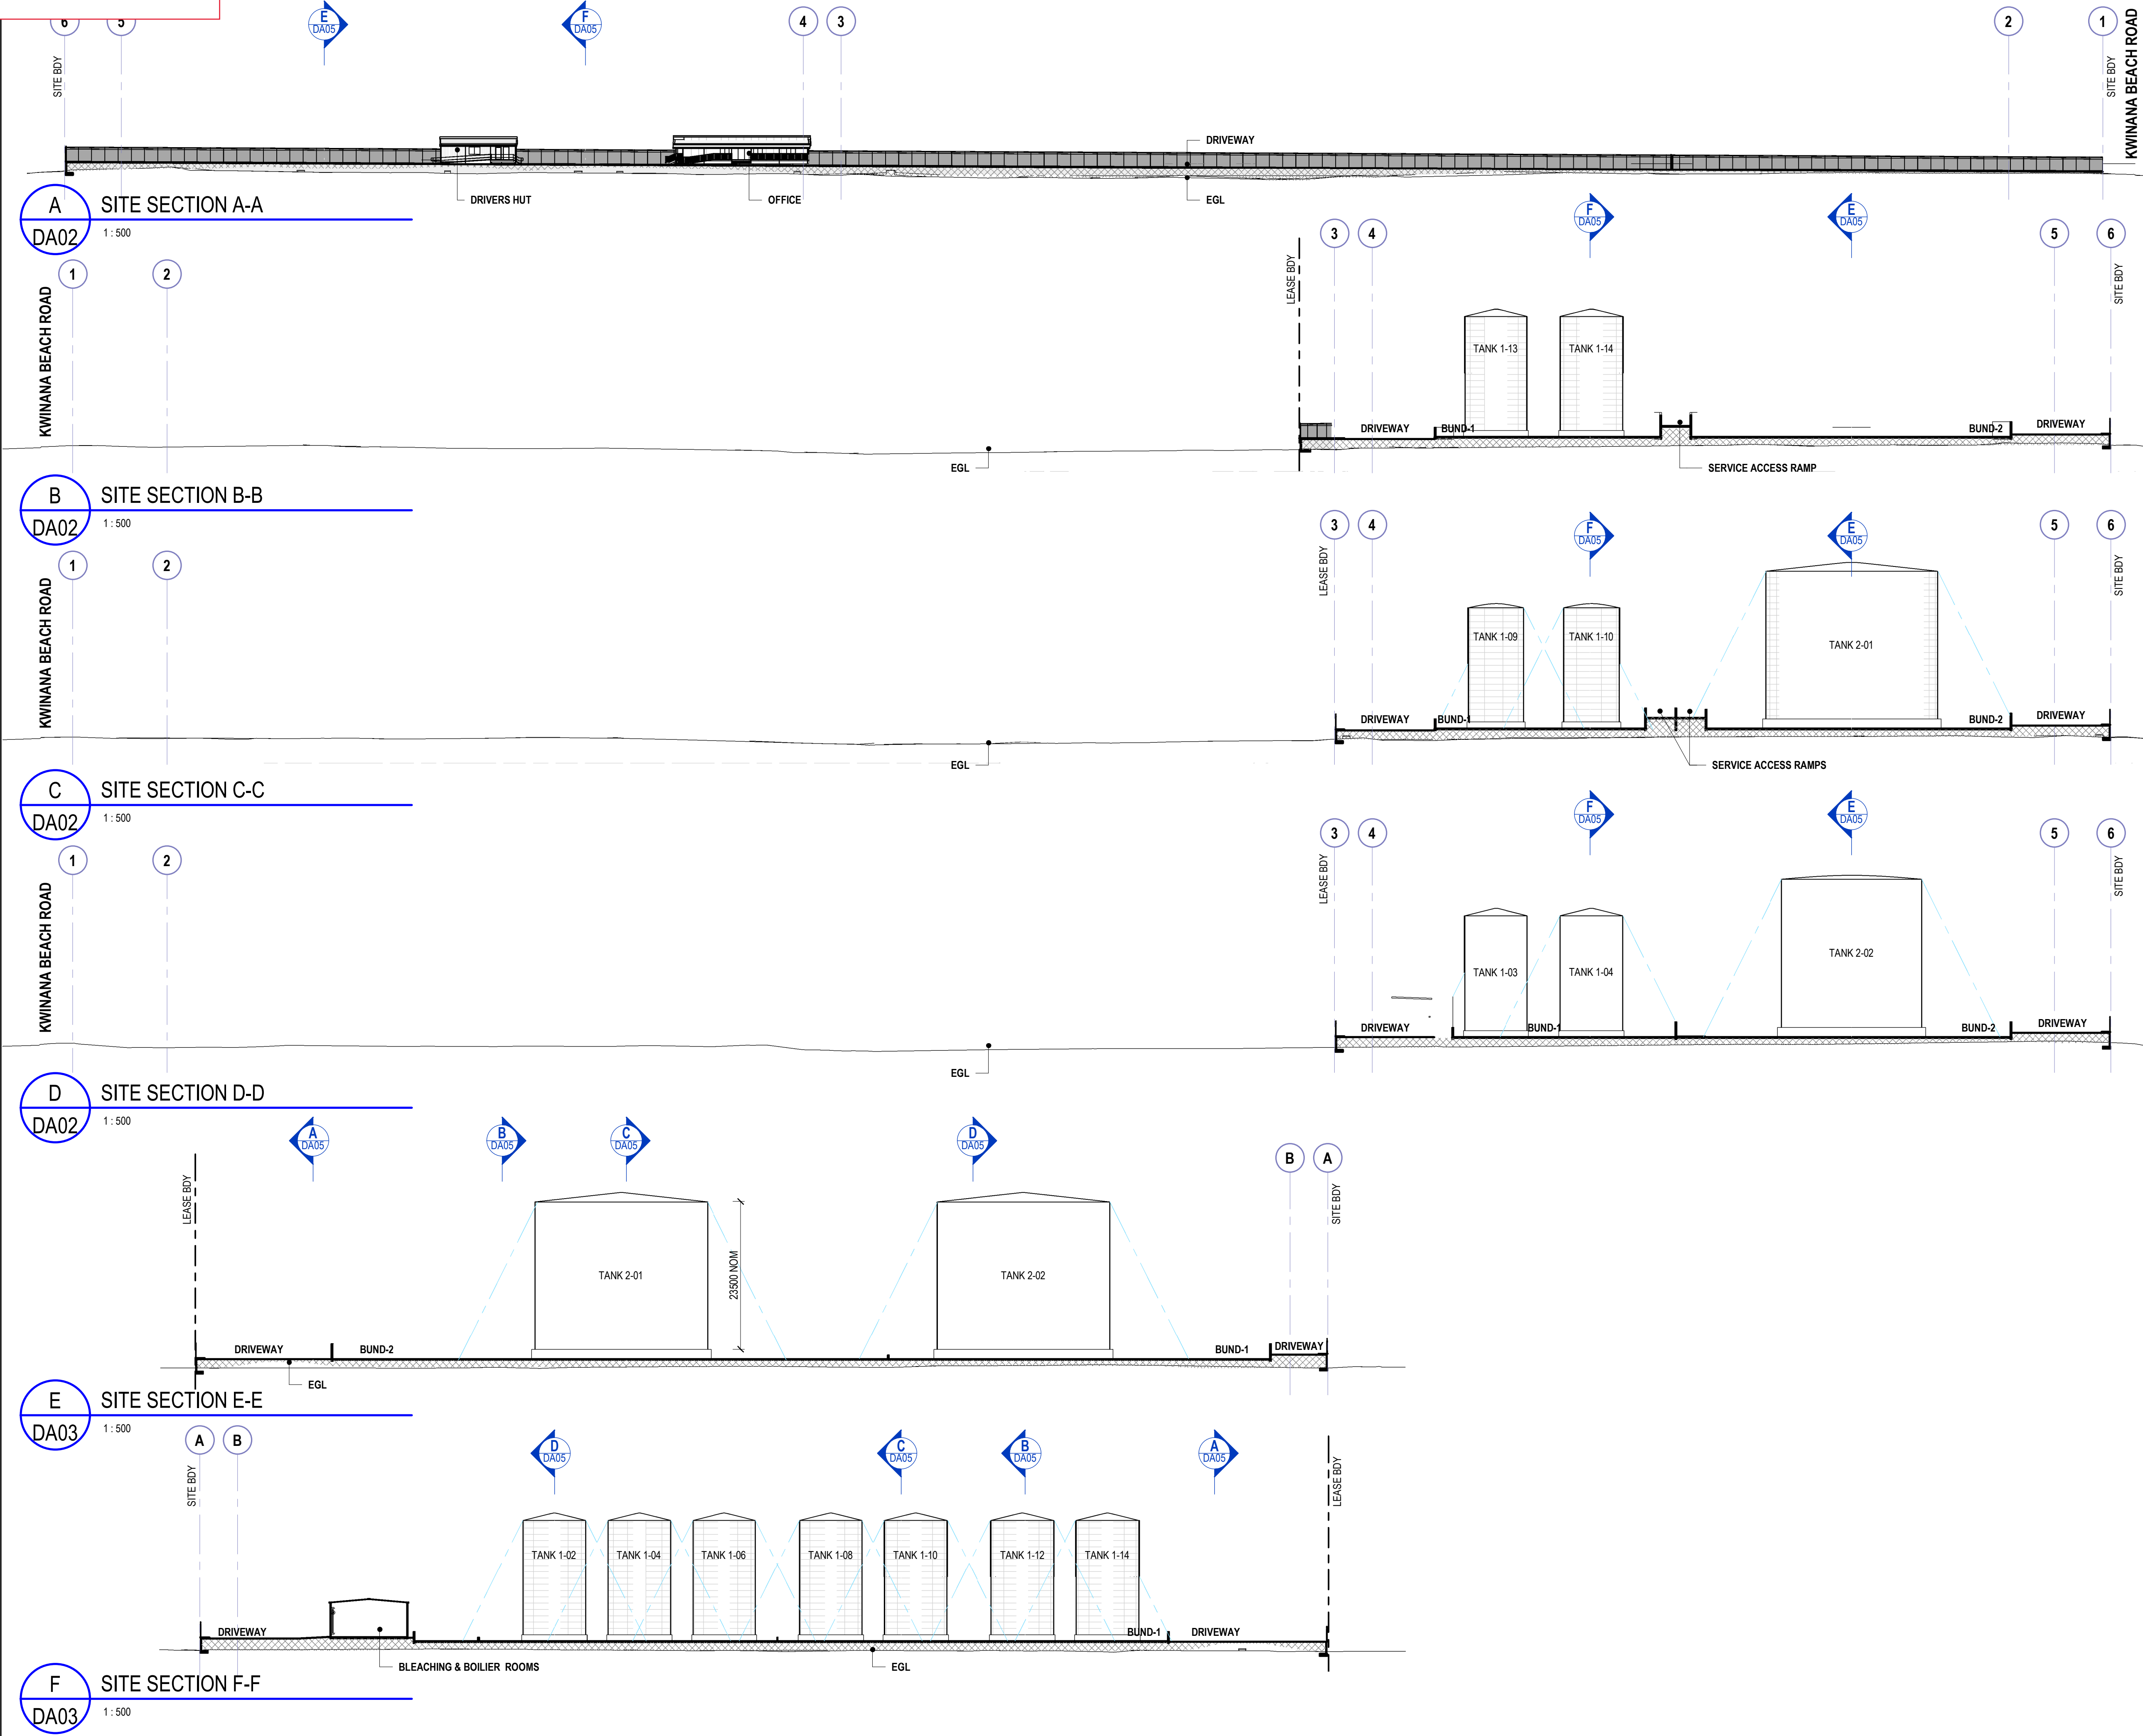 6 5 E F 4 3 2 1
DA05 DA05
SITE BDY SITE BDY KWINANA BEACH ROAD
DRIVEWAY
DRIVERS HUT OFFICE EGL
A SITE SECTION A-A
DA02 1 : 500
F E
DA05 DA05
3 4 5 6
1 2
KWINANA BEACH ROAD LEASE BDY SITE BDY
TANK 1-13 TANK 1-14
DRIVEWAY BUND-1 BUND-2 DRIVEWAY
EGL SERVICE ACCESS RAMP
B SITE SECTION B-B
DA02 1 : 500
F E
DA05 DA05
3 4 5 6
1 2
KWINANA BEACH ROAD LEASE BDY SITE BDY
TANK 1-09 TANK 1-10 TANK 2-01
DRIVEWAY BUND-1 BUND-2 DRIVEWAY
EGL SERVICE ACCESS RAMPS
C SITE SECTION C-C
DA02 1 : 500
F E
DA05 DA05
3 4 5 6
1 2
KWINANA BEACH ROAD LEASE BDY SITE BDY
TANK 1-03 TANK 1-04 TANK 2-02
DRIVEWAY BUND-1 BUND-2 DRIVEWAY
EGL
D SITE SECTION D-D
DA02 1 : 500
A B C D
DA05 DA05 DA05 DA05
B A
LEASE BDY SITE BDY
TANK 2-01 23500 NOM TANK 2-02
DRIVEWAY BUND-2 BUND-1 DRIVEWAY
EGL
E SITE SECTION E-E
DA03 1 : 500
A B
D C B A
DA05 DA05 DA05 DA05
SITE BDY LEASE BDY
TANK 1-02 TANK 1-04 TANK 1-06 TANK 1-08 TANK 1-10 TANK 1-12 TANK 1-14
DRIVEWAY BUND-1 DRIVEWAY
BLEACHING & BOILIER ROOMS EGL
F SITE SECTION F-F
DA03 1 : 500